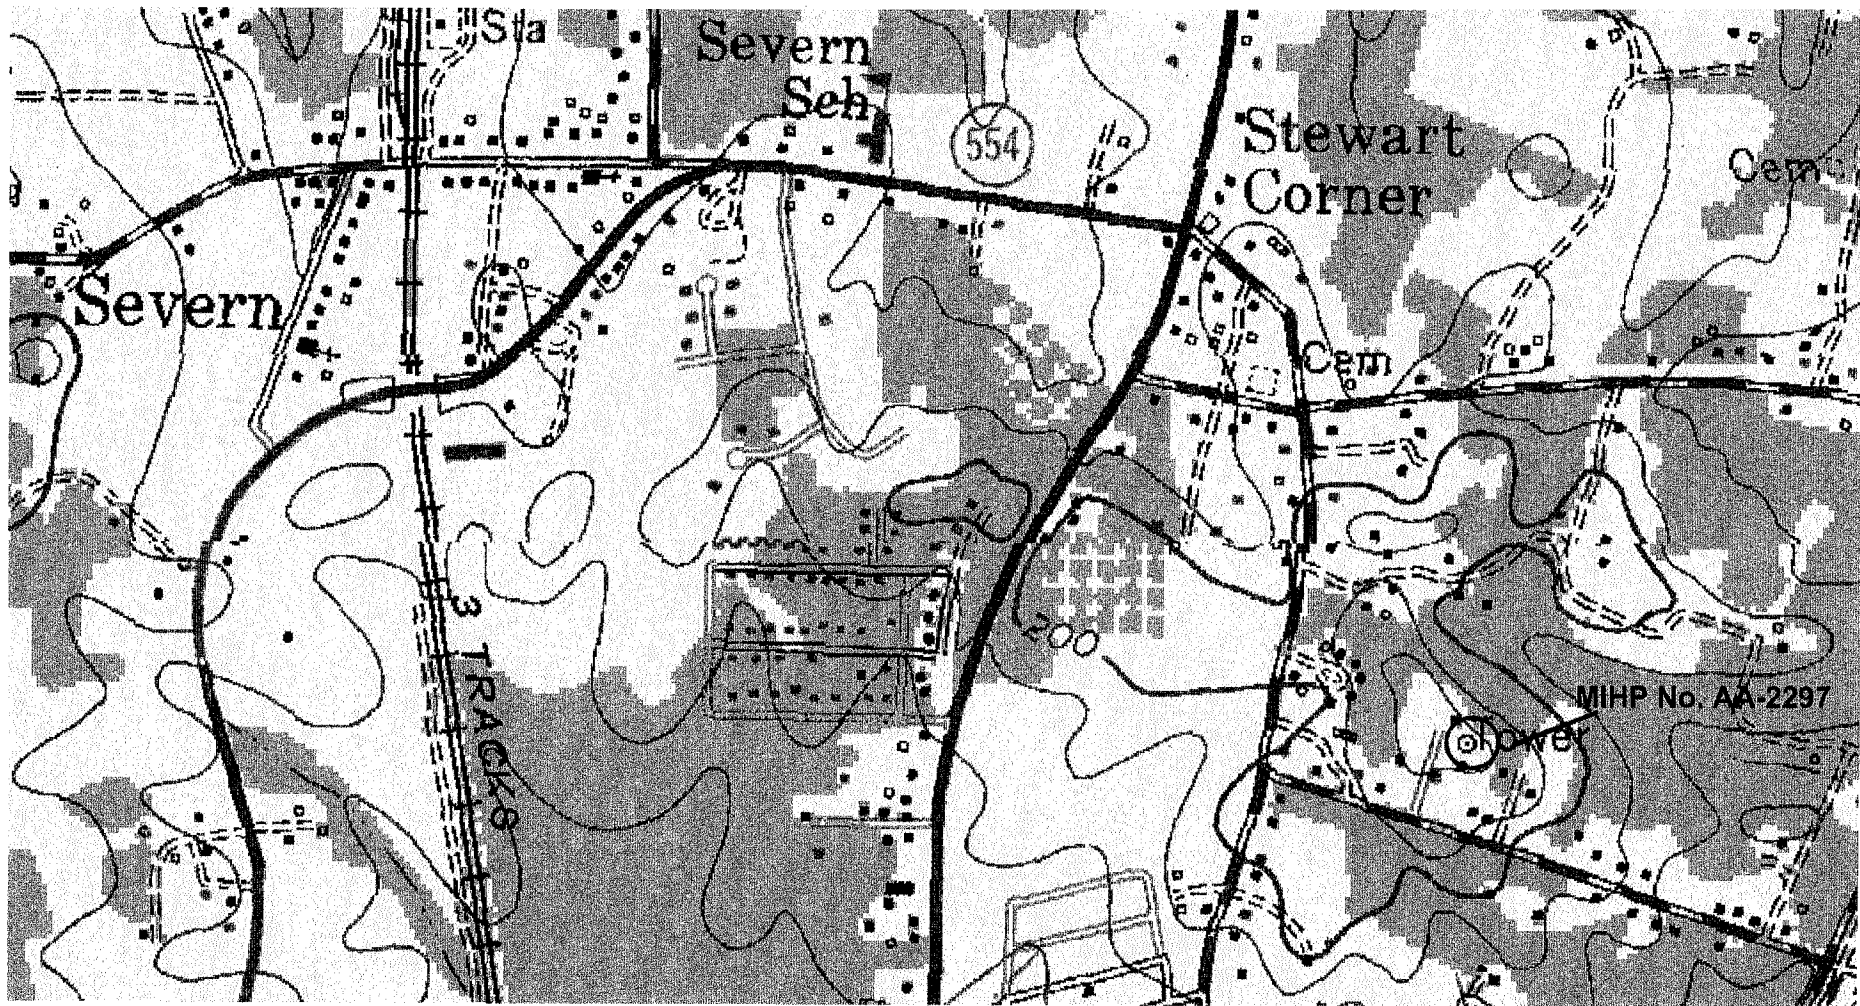 Sta
Severn
Sch
554
Stewart
Corner
Cem
Severn
Cem
3 TRACKS
200
MIHP No. AA-2297
Tower